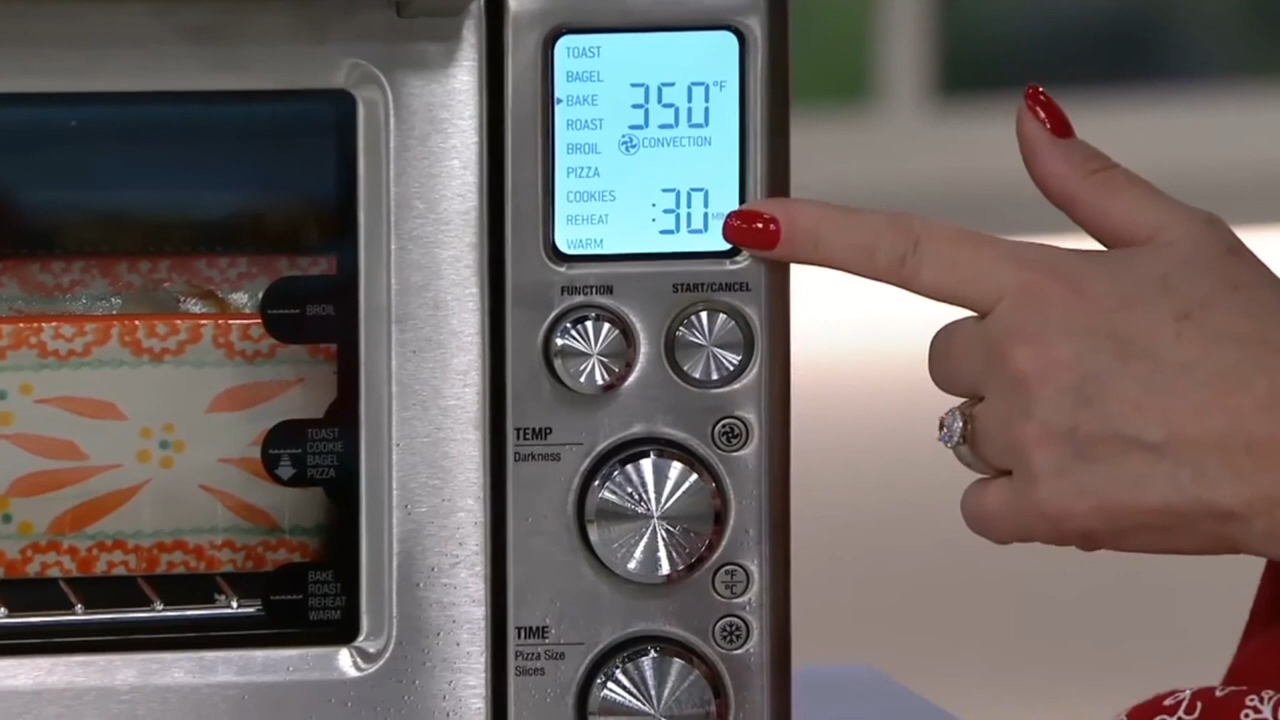 TOAST
BAGEL
BAKE
ROAST
BROIL
PIZZA
COOKIES
REHEAT
WARM
350°F
CONVECTION
:30
FUNCTION
START/CANCEL
TEMP
Darkness
°F
°C
TIME
Pizza Size
Slices
BROIL
TOAST
COOKIE
BAGEL
PIZZA
BAKE
ROAST
REHEAT
WARM